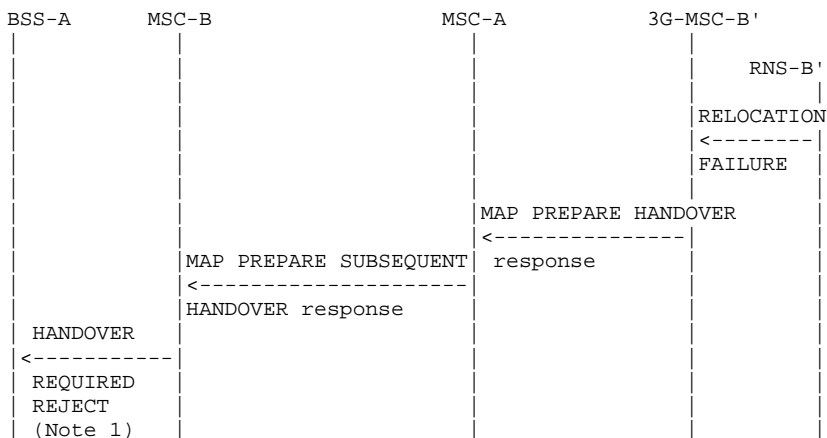 BSS-A MSC-B MSC-A 3G-MSC-B'
RNS-B'
RELOCATION
FAILURE
MAP PREPARE HANDOVER
MAP PREPARE SUBSEQUENT response
HANDOVER response
HANDOVER
REQUIRED
REJECT
(Note 1)